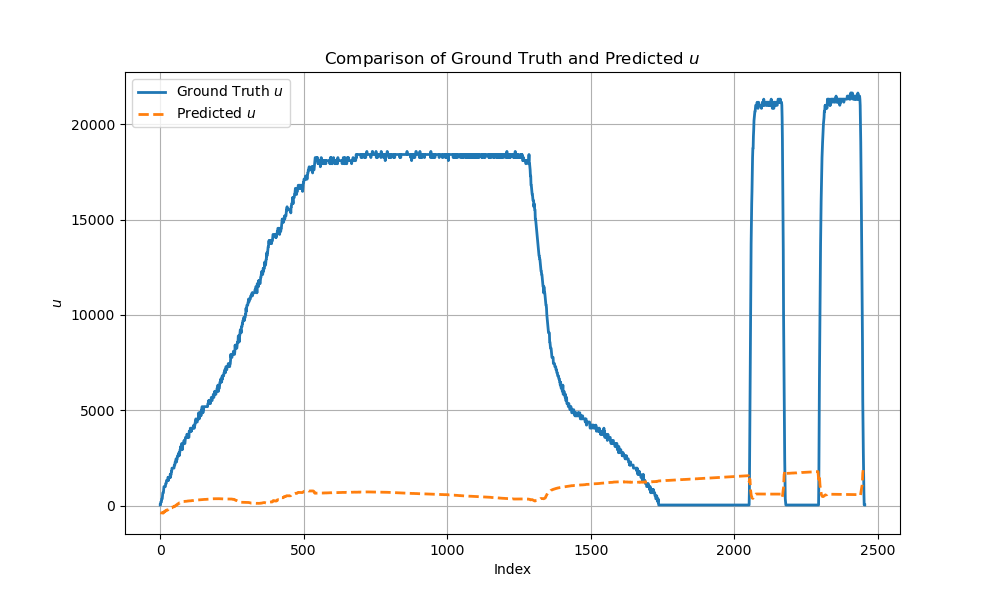 Comparison of Ground Truth and Predicted u
Ground Truth u
Predicted u
20000
15000
10000
5000
0
u
0 500 1000 1500 2000 2500
Index